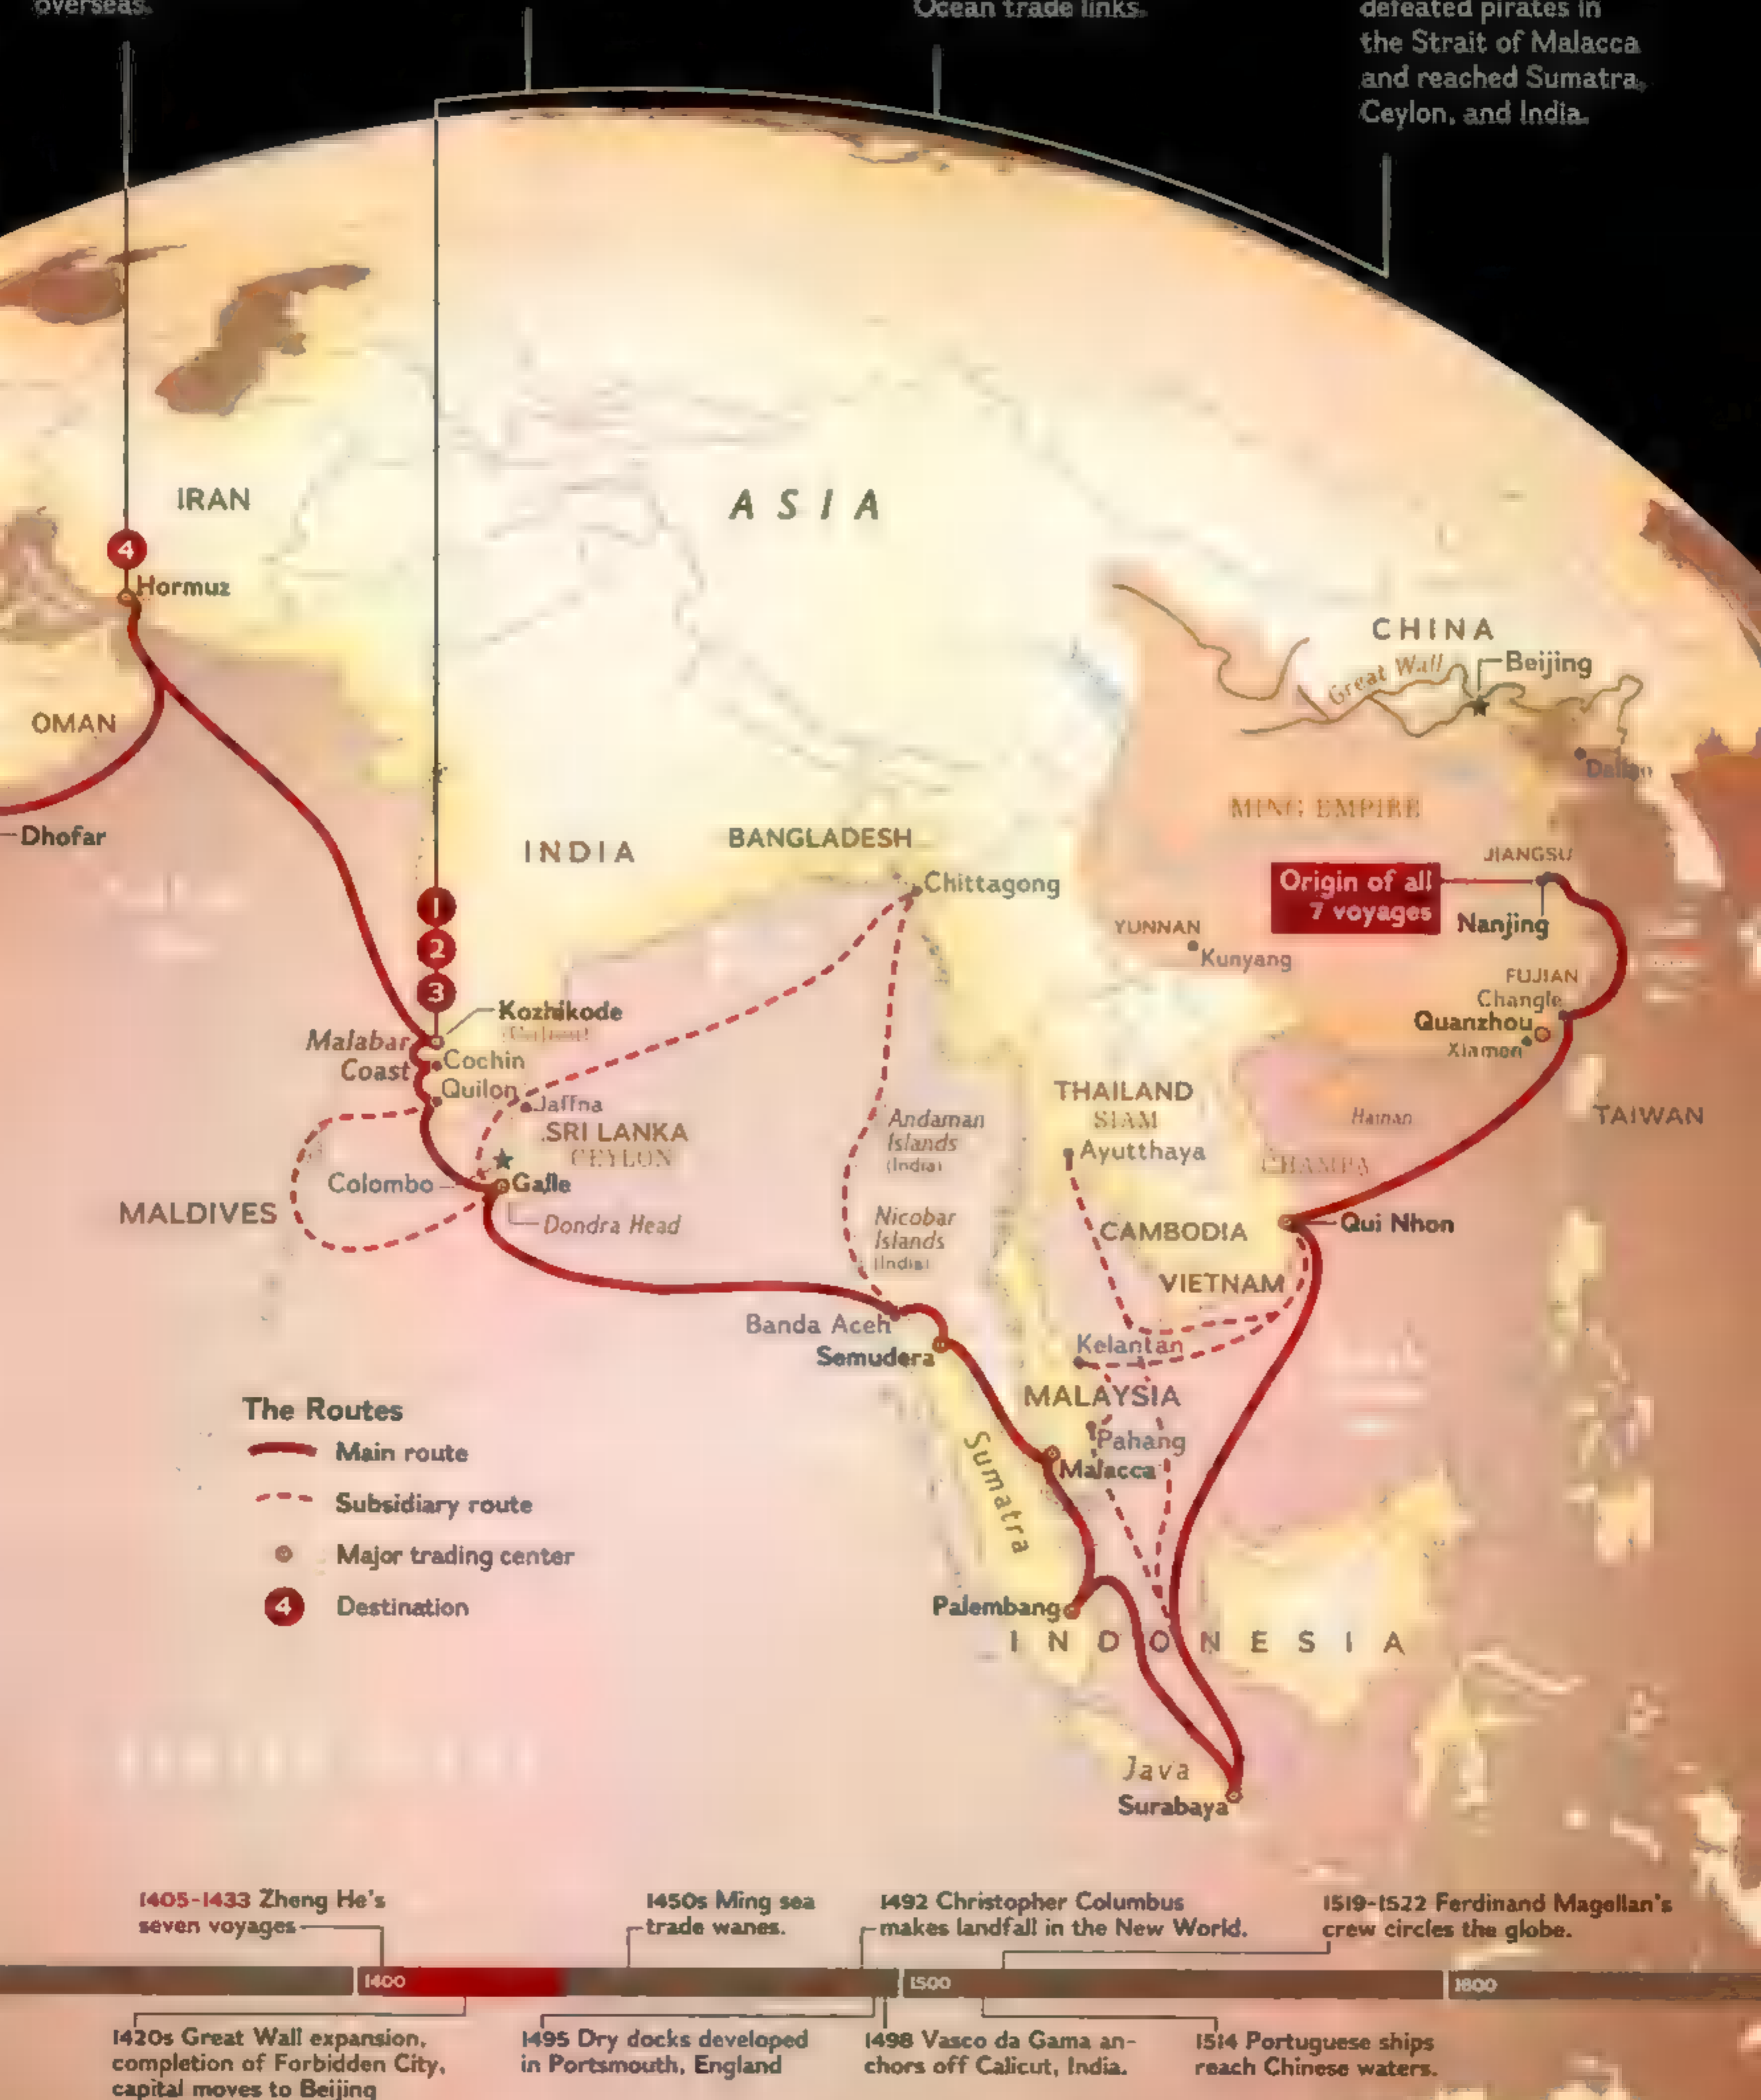 overseas.
Ocean trade links.
defeated pirates in
the Strait of Malacca
and reached Sumatra,
Ceylon, and India.
IRAN
ASIA
4
Hormuz
CHINA
Great Wall
Beijing
OMAN
Dalian
MING EMPIRE
Dhofar
INDIA
BANGLADESH
JIANGSU
Chittagong
Origin of all
7 voyages
Nanjing
1
2
3
YUNNAN
Kunyang
FUJIAN
Changle
Quanzhou
Xiamen
Kozhikode
(Calicut)
Malabar
Coast
Cochin
Quilon
Jaffna
SRI LANKA
CEYLON
Colombo
Galle
Dondra Head
MALDIVES
Andaman
Islands
(India)
Nicobar
Islands
(India)
THAILAND
SIAM
Ayutthaya
Hainan
TAIWAN
CHAMPA
CAMBODIA
Qui Nhon
VIETNAM
Banda Aceh
Semudera
Kelantan
MALAYSIA
Pahang
Malacca
Sumatra
Palembang
INDONESIA
Java
Surabaya
The Routes
Main route
Subsidiary route
Major trading center
4 Destination
1405-1433 Zheng He's
seven voyages
1450s Ming sea
trade wanes.
1492 Christopher Columbus
makes landfall in the New World.
1519-1522 Ferdinand Magellan's
crew circles the globe.
1400
1500
1600
1420s Great Wall expansion,
completion of Forbidden City,
capital moves to Beijing
1495 Dry docks developed
in Portsmouth, England
1498 Vasco da Gama an-
chors off Calicut, India.
1514 Portuguese ships
reach Chinese waters.